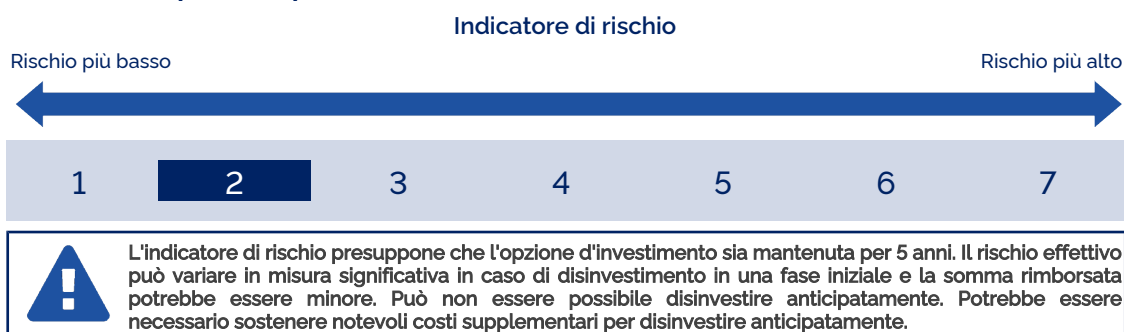 Indicatore di rischio
Rischio più basso
Rischio più alto
1 2 3 4 5 6 7
L'indicatore di rischio presuppone che l'opzione d'investimento sia mantenuta per 5 anni. Il rischio effettivo
può variare in misura significativa in caso di disinvestimento in una fase iniziale e la somma rimborsata
potrebbe essere minore. Può non essere possibile disinvestire anticipatamente. Potrebbe essere
necessario sostenere notevoli costi supplementari per disinvestire anticipatamente.